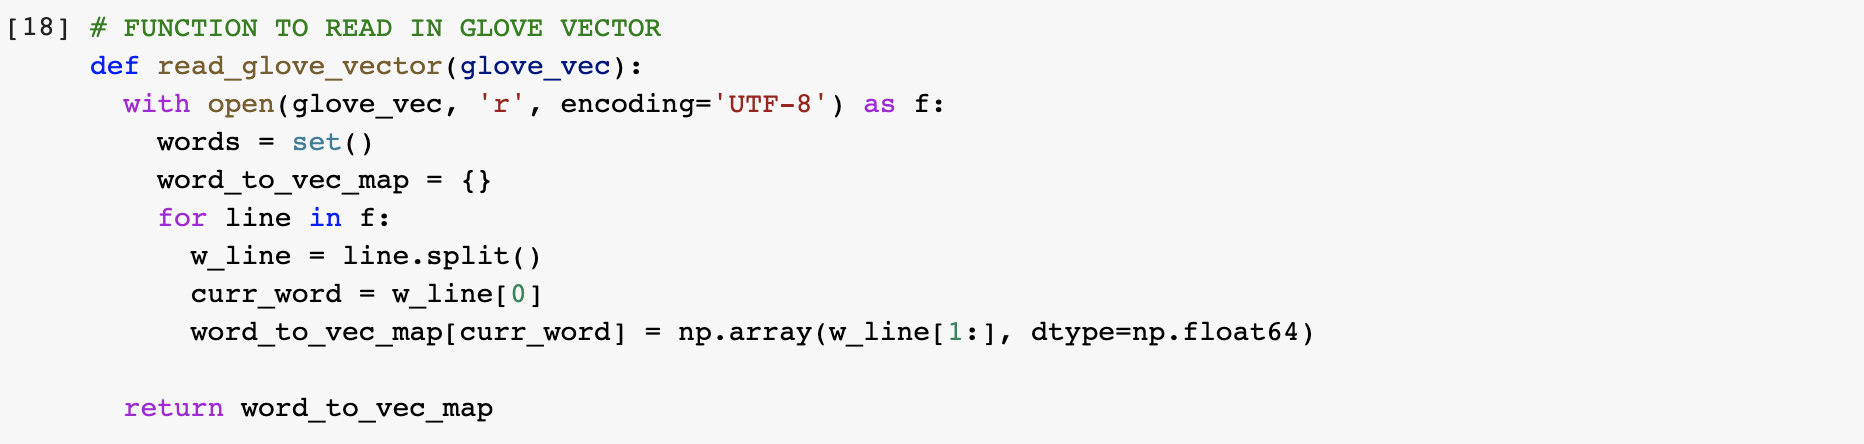 [18] # FUNCTION TO READ IN GLOVE VECTOR
def read_glove_vector(glove_vec):
  with open(glove_vec, 'r', encoding='UTF-8') as f:
    words = set()
    word_to_vec_map = {}
    for line in f:
      w_line = line.split()
      curr_word = w_line[0]
      word_to_vec_map[curr_word] = np.array(w_line[1:], dtype=np.float64)
  return word_to_vec_map